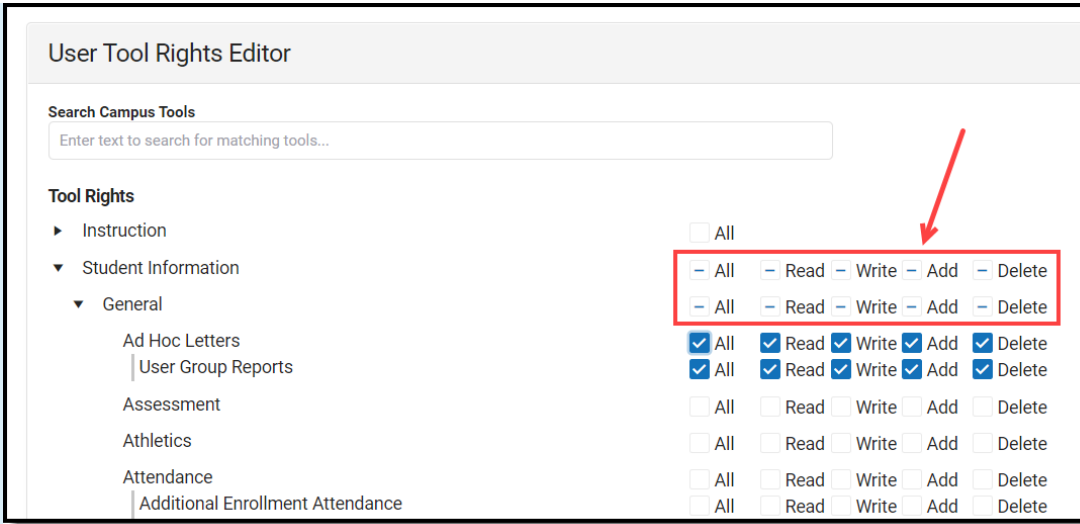 User Tool Rights Editor
Search Campus Tools
Enter text to search for matching tools...
Tool Rights
Instruction All
Student Information All Read Write Add Delete
General All Read Write Add Delete
Ad Hoc Letters All Read Write Add Delete
User Group Reports All Read Write Add Delete
Assessment All Read Write Add Delete
Athletics All Read Write Add Delete
Attendance All Read Write Add Delete
Additional Enrollment Attendance All Read Write Add Delete